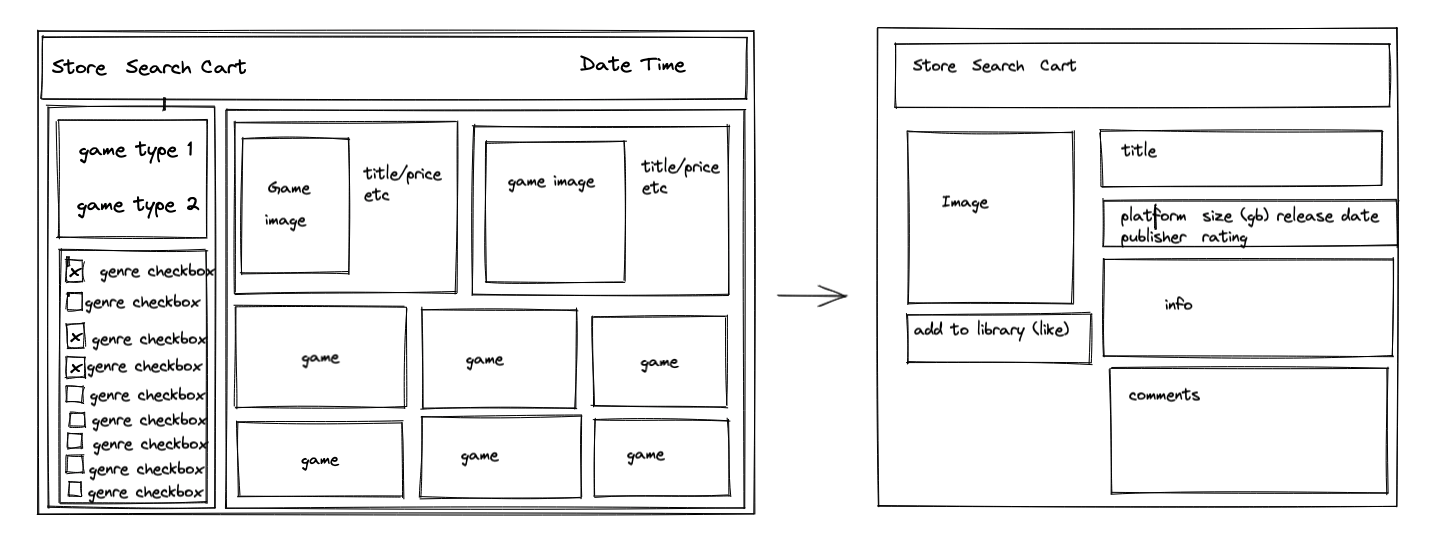 Store Search Cart Date Time
game type 1
game type 2
genre checkbox
genre checkbox
genre checkbox
genre checkbox
genre checkbox
genre checkbox
genre checkbox
genre checkbox
genre checkbox
Game
image
title/price
etc
game image
title/price
etc
game
game
game
game
game
game
Store Search Cart
Image
add to library (like)
title
platform size (gb) release date
publisher rating
info
comments